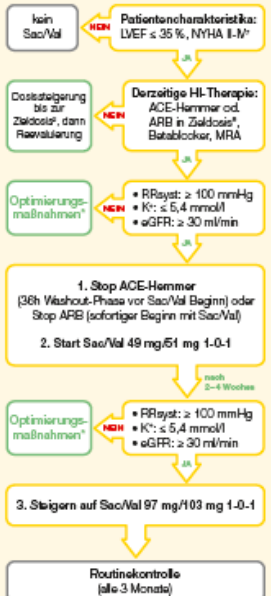 kein
Sac/Val
NEIN
Patientencharakteristika:
LVEF ≤ 35 %, NYHA II-IV
JA
Dosissteigerung
bis zur
Zieldosis, dann
Reevaluierung
NEIN
Derzeitige HI-Therapie:
ACE-Hemmer od.
ARB in Zieldosis,
Betablocker, MRA
JA
Optimierungs-
maßnahmen
NEIN
• RRsyst: ≥ 100 mmHg
• K⁺: ≤ 5,4 mmol/l
• eGFR: ≥ 30 ml/min
JA
1. Stop ACE-Hemmer
(36h Washout-Phase vor Sac/Val Beginn) oder
Stop ARB (sofortiger Beginn mit Sac/Val)
2. Start Sac/Val 49 mg/51 mg 1-0-1
nach
2–4 Wochen
Optimierungs-
maßnahmen
NEIN
• RRsyst: ≥ 100 mmHg
• K⁺: ≤ 5,4 mmol/l
• eGFR: ≥ 30 ml/min
JA
3. Steigern auf Sac/Val 97 mg/103 mg 1-0-1
Routinekontrolle
(alle 3 Monate)